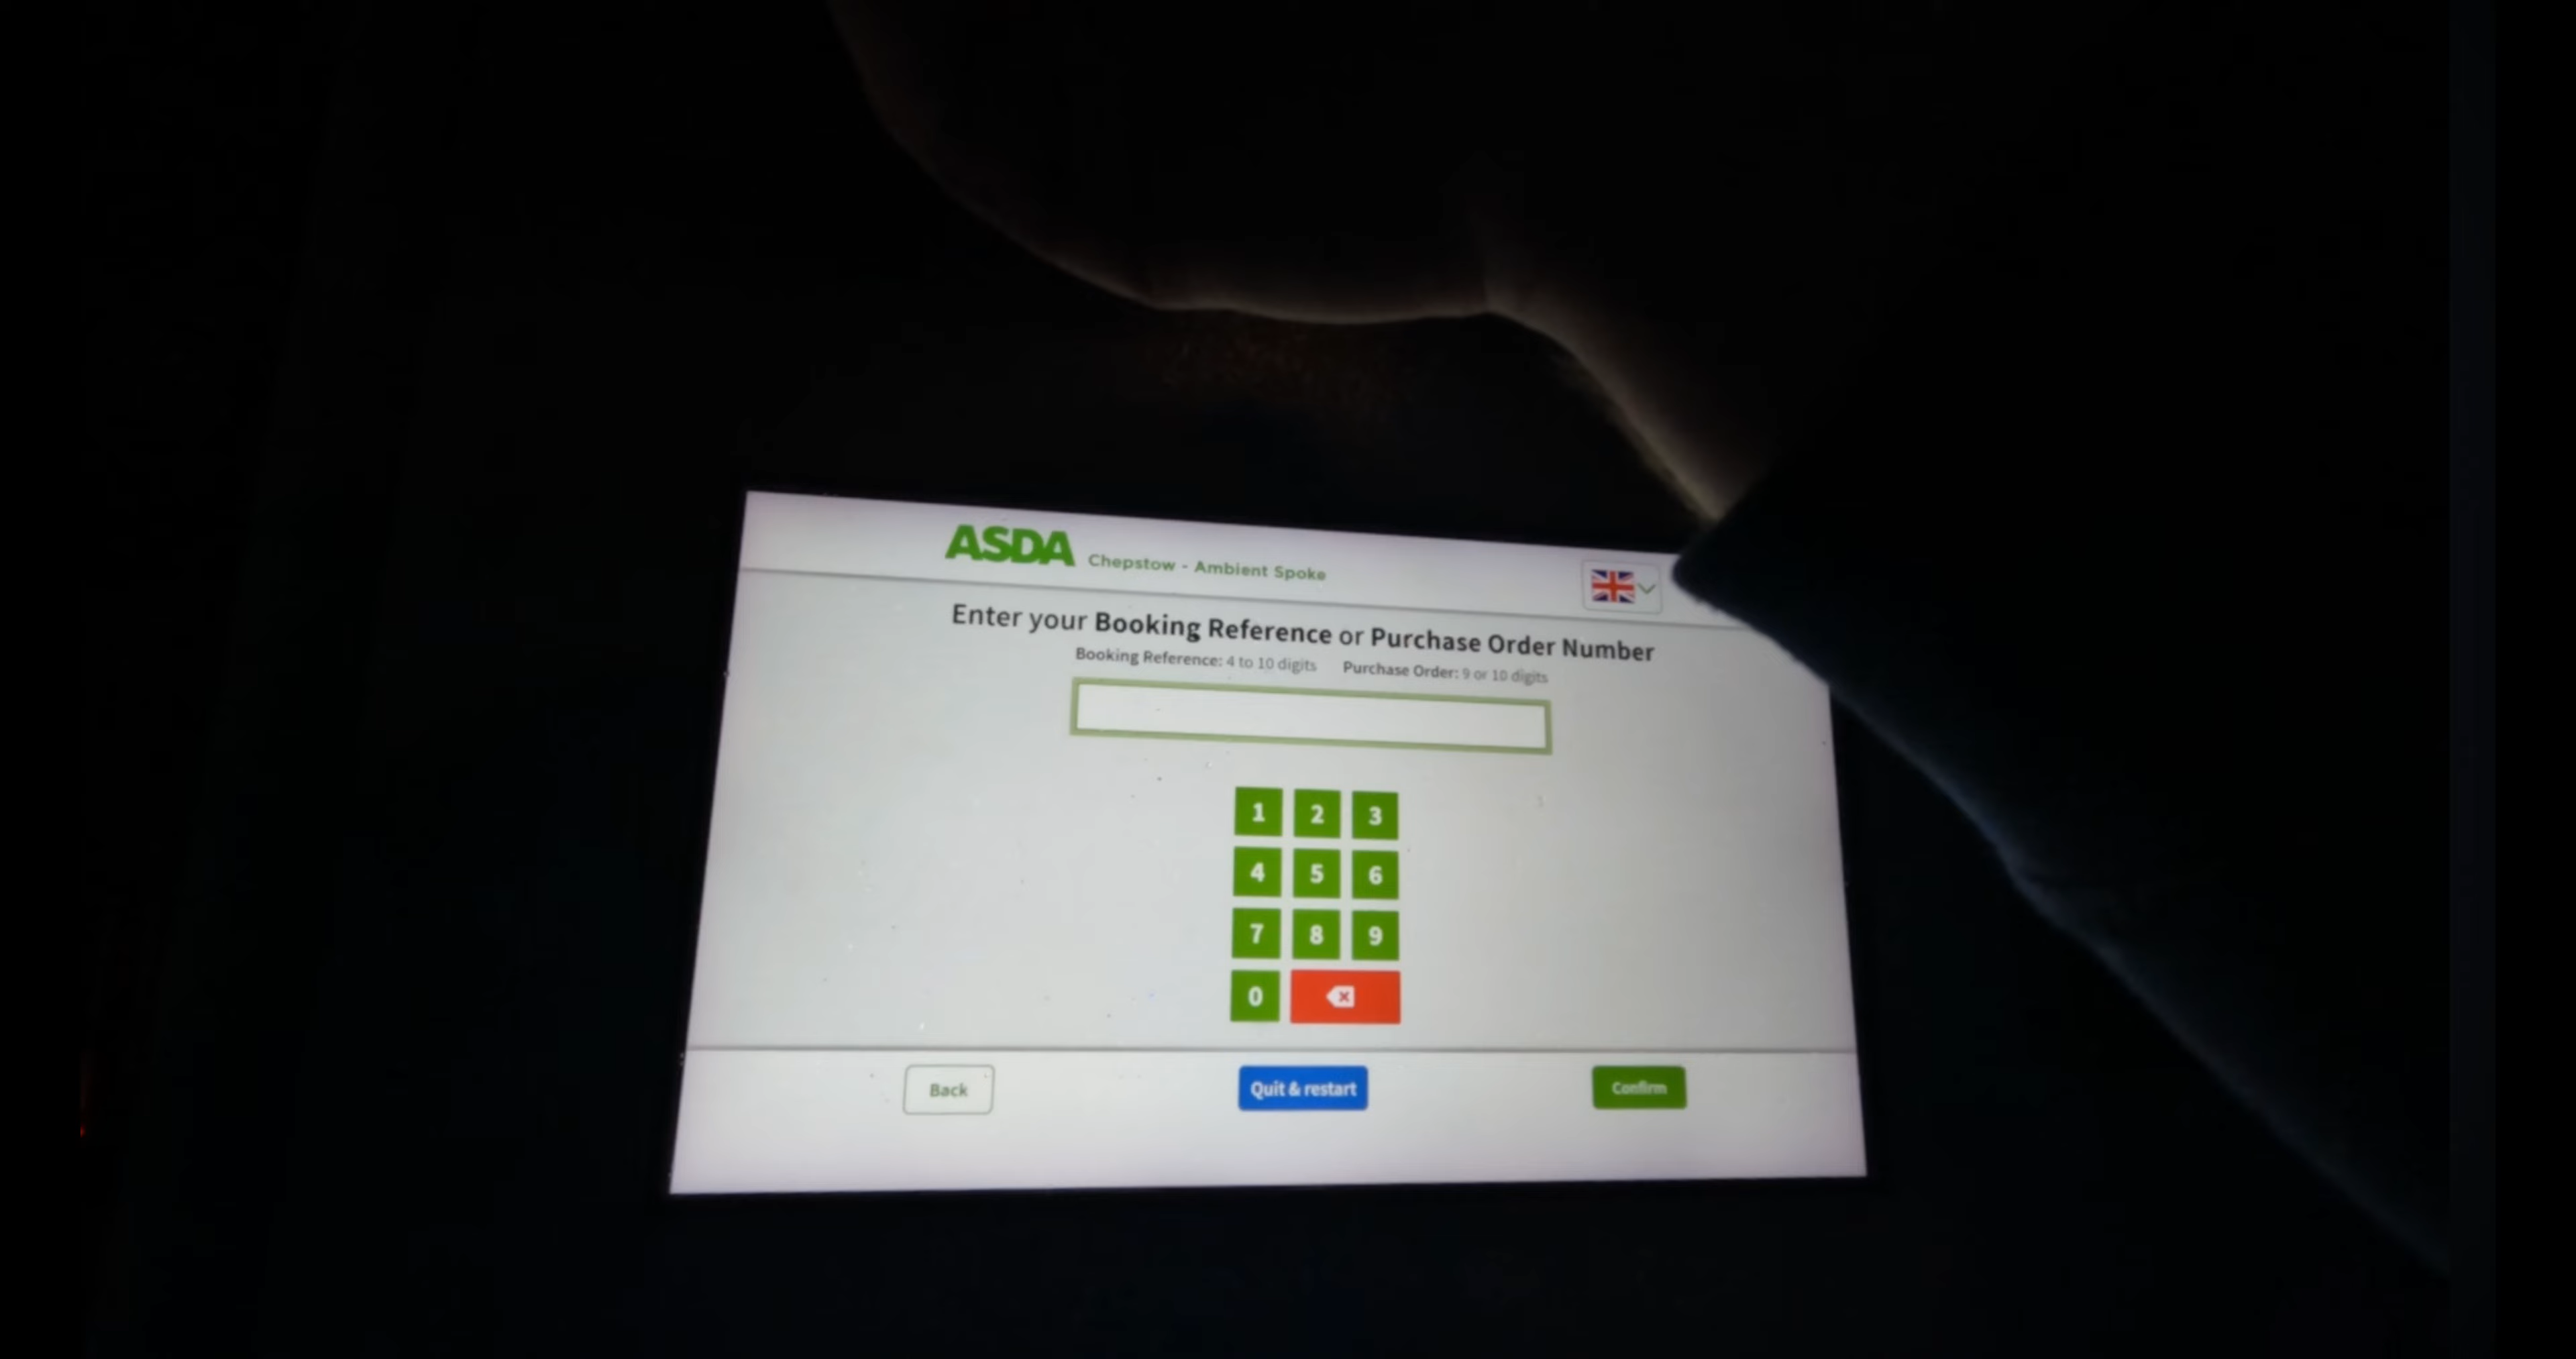 ASDA Chepstow - Ambient Spoke
Enter your Booking Reference or Purchase Order Number
Booking Reference: 4 to 10 digits Purchase Order: 9 or 10 digits
1 2 3
4 5 6
7 8 9
0
Back Quit & restart Confirm